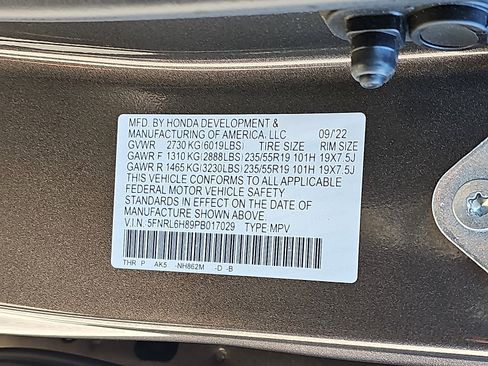 MFD. BY HONDA DEVELOPMENT &
MANUFACTURING OF AMERICA, LLC 09/'22
GVWR 2730 KG(6019LBS) TIRE SIZE RIM SIZE
GAWR F 1310 KG(2888LBS) 235/55R19 101H 19X7.5J
GAWR R 1465 KG(3230LBS) 235/55R19 101H 19X7.5J
THIS VEHICLE CONFORMS TO ALL APPLICABLE
FEDERAL MOTOR VEHICLE SAFETY
STANDARDS IN EFFECT ON THE DATE OF
MANUFACTURE SHOWN ABOVE.
V.I.N. 5FNRL6H89PB017029 TYPE MPV
THR P AK5 -NH862M -D -B